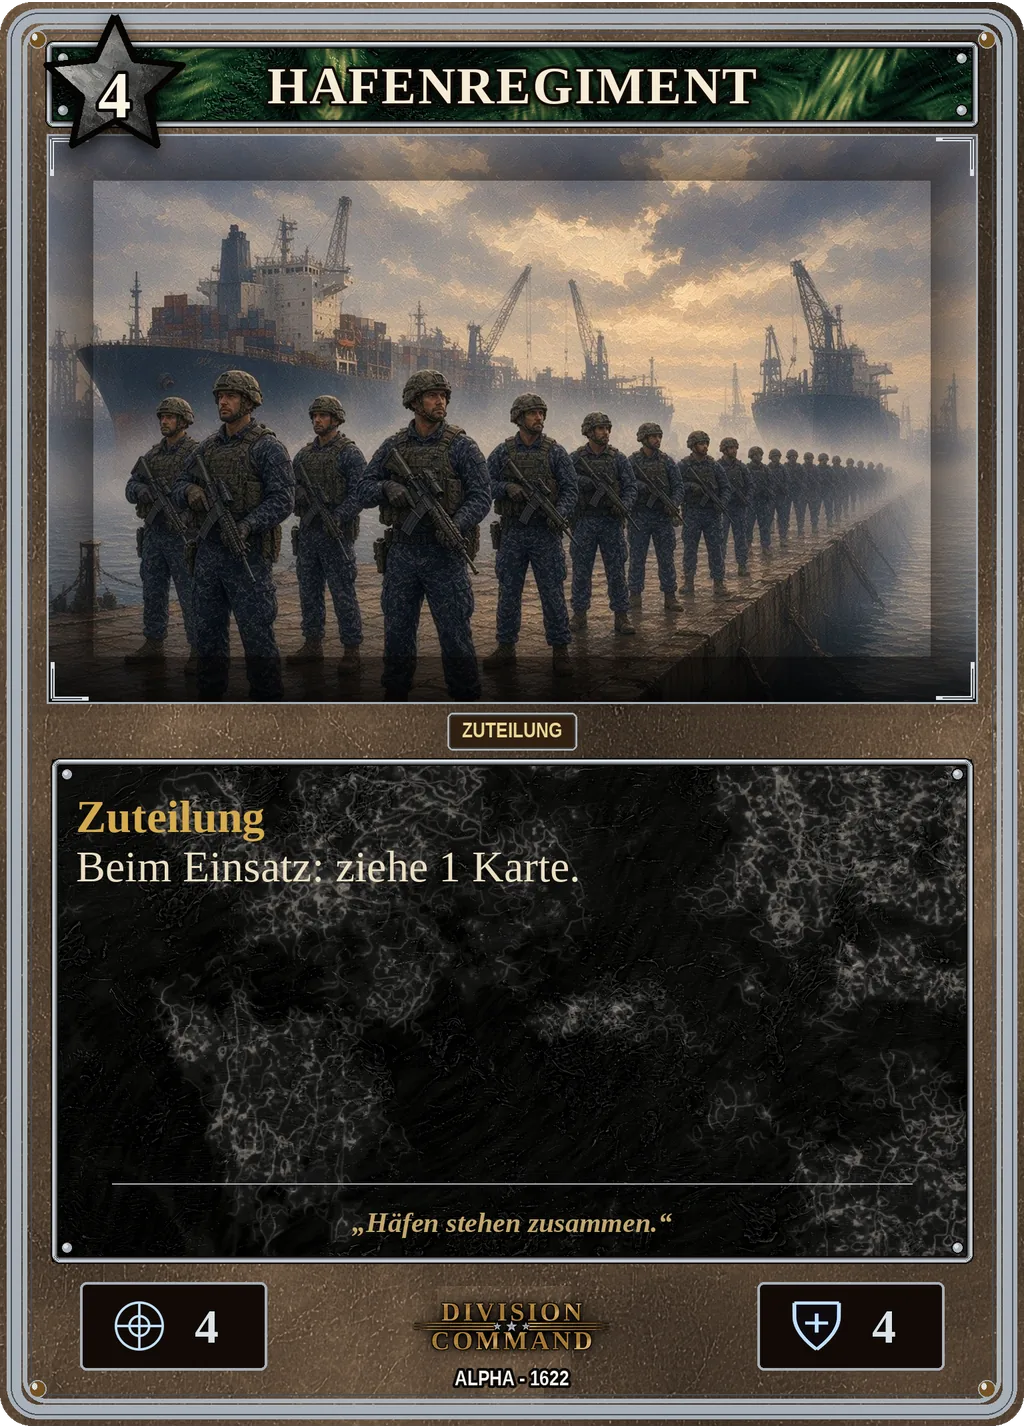 4
HAFENREGIMENT
ZUTEILUNG
Zuteilung
Beim Einsatz: ziehe 1 Karte.
„Häfen stehen zusammen.“
4
DIVISION
COMMAND
4
ALPHA - 1622